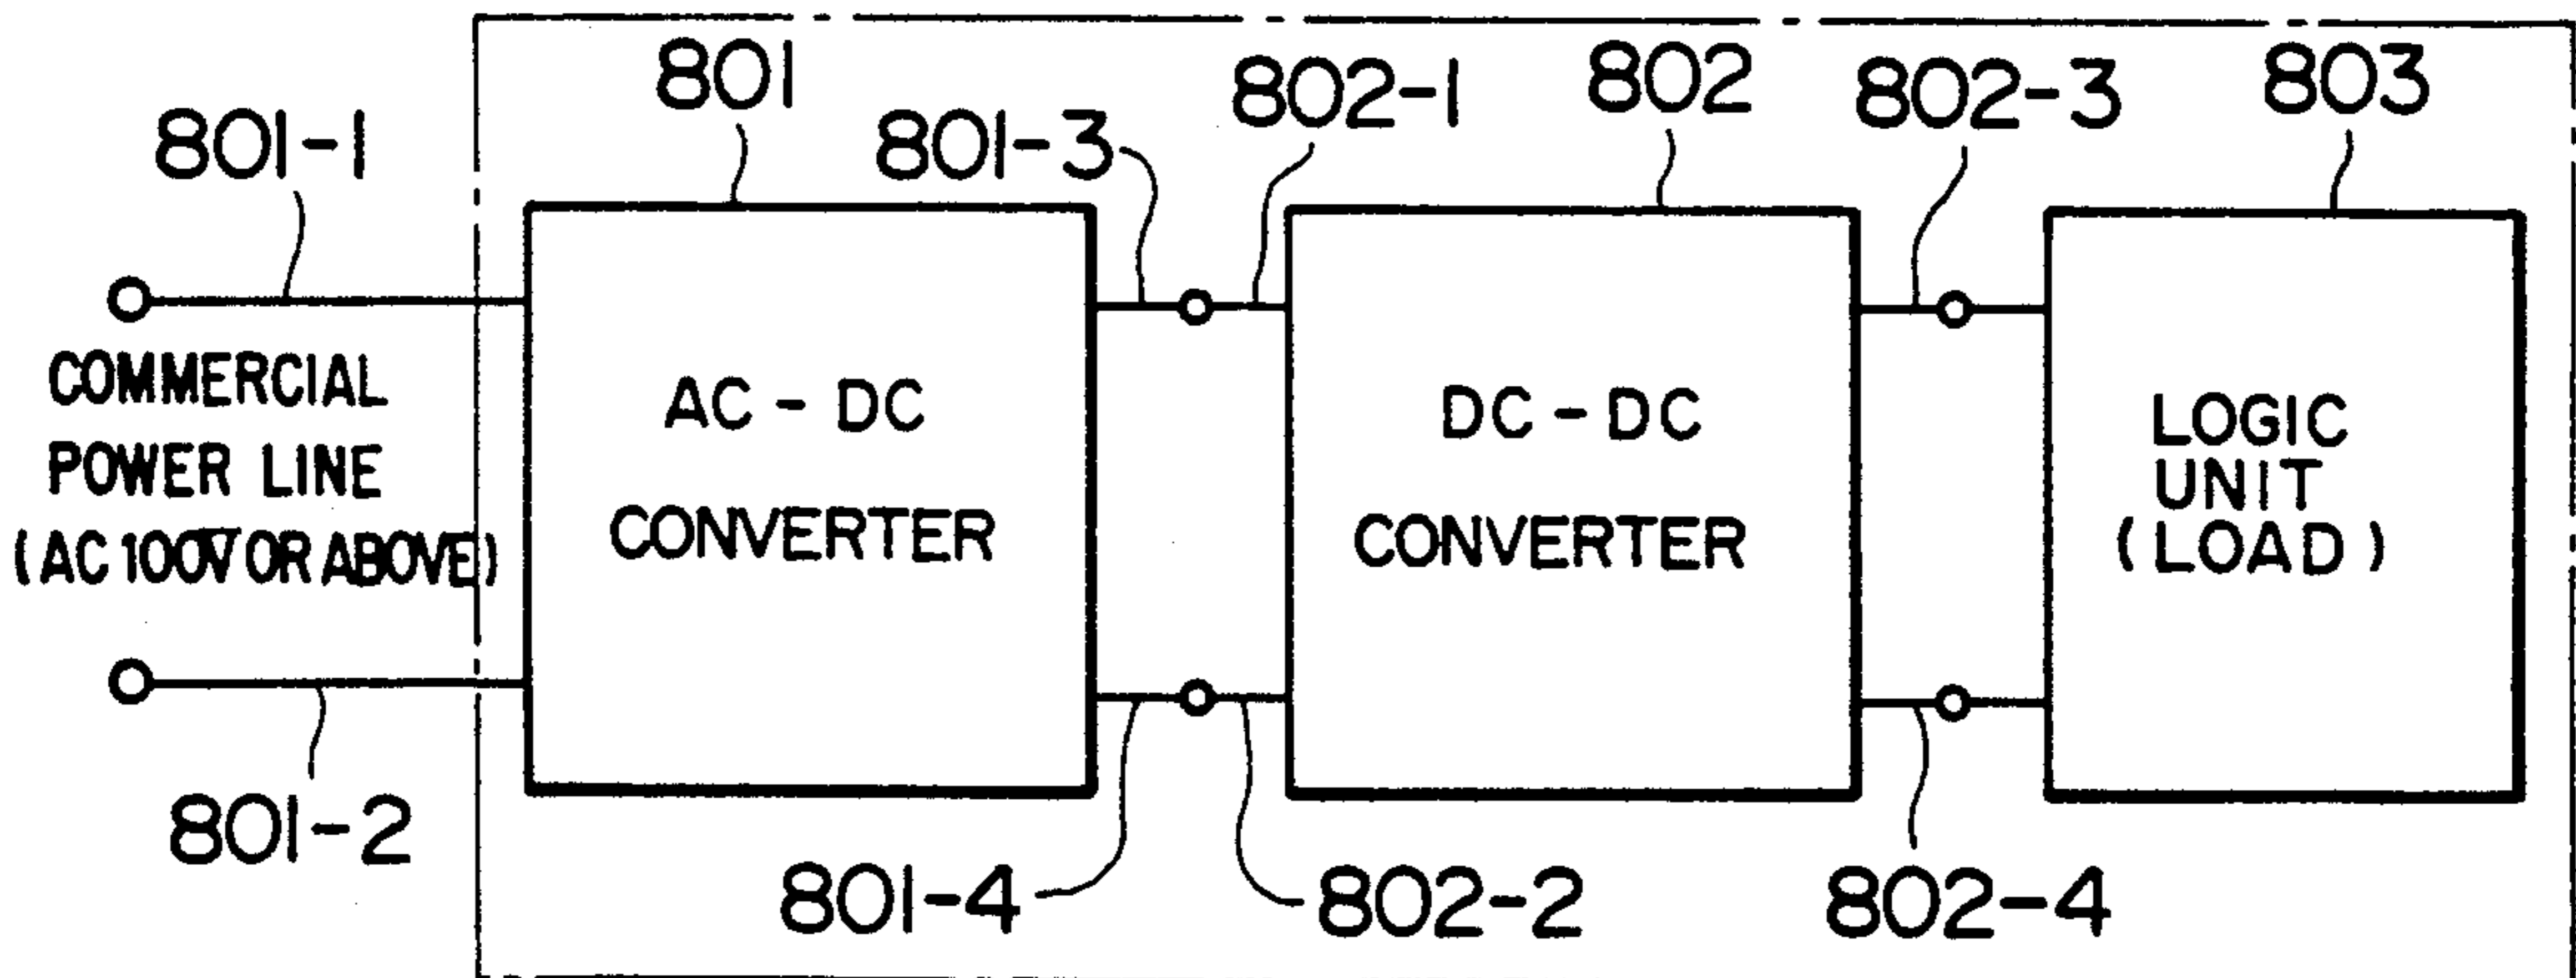 801
802-1
802
802-3
803
801-1
801-3
COMMERCIAL
POWER LINE
(AC 100V OR ABOVE)
AC - DC
CONVERTER
DC - DC
CONVERTER
LOGIC
UNIT
(LOAD)
801-2
801-4
802-2
802-4